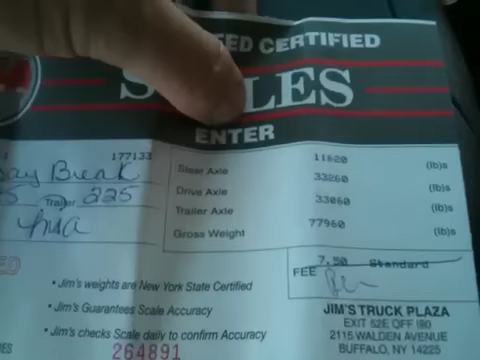 ED CERTIFIED
S LES
ENTER
177133
Break
Trailer 225
Steer Axle 11620 (lb)s
Drive Axle 33260 (lb)s
Trailer Axle 33060 (lb)s
Gross Weight 77960 (lb)s
FEE 7.50 Standard
• Jim's weights are New York State Certified
• Jim's Guarantees Scale Accuracy
• Jim's checks Scale daily to confirm Accuracy
264891
JIM'S TRUCK PLAZA
EXIT 52E OFF I90
2115 WALDEN AVENUE
BUFFALO, NY 14225